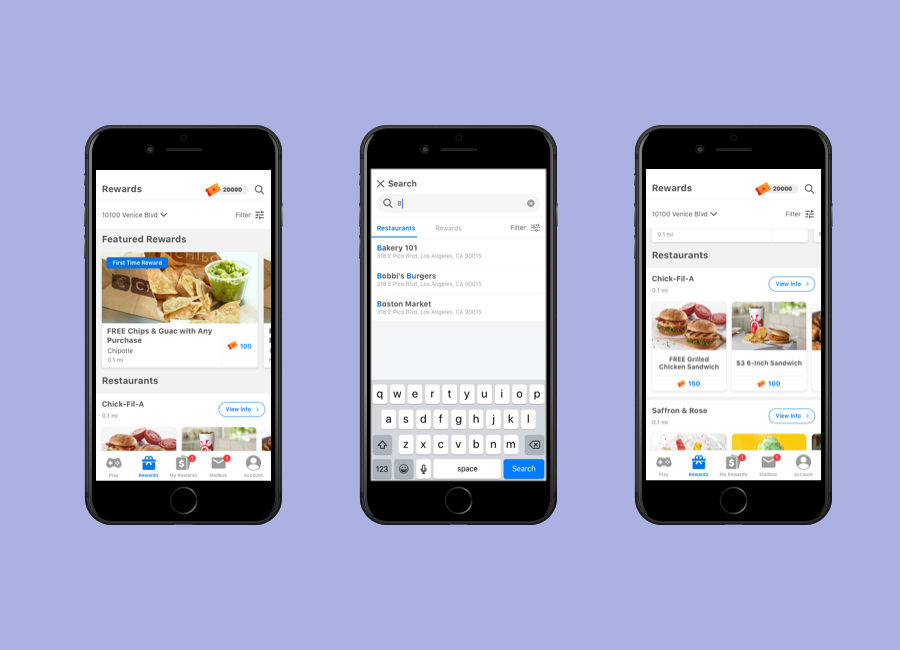 Rewards
20000
10100 Venice Blvd
Filter
Featured Rewards
First Time Reward
FREE Chips & Guac with Any
Purchase
Chipotle
0.1 mi
100
Restaurants
Chick-Fil-A
0.1 mi
View Info
Play
Rewards
My Rewards
1
Mailbox
1
Account
Search
B
Restaurants
Rewards
Filter
Bakery 101
316 E Pico Blvd, Los Angeles, CA 90015
Bobbi's Burgers
316 E Pico Blvd, Los Angeles, CA 90015
Boston Market
316 E Pico Blvd, Los Angeles, CA 90015
q w e r t y u i o p
a s d f g h j k l
z x c v b n m
123
space
Search
Rewards
20000
10100 Venice Blvd
Filter
0.1 mi
Restaurants
Chick-Fil-A
0.1 mi
View Info
FREE Grilled
Chicken Sandwich
150
$3 6-Inch Sandwich
100
Saffron & Rose
0.1 mi
View Info
Play
Rewards
My Rewards
1
Mailbox
1
Account